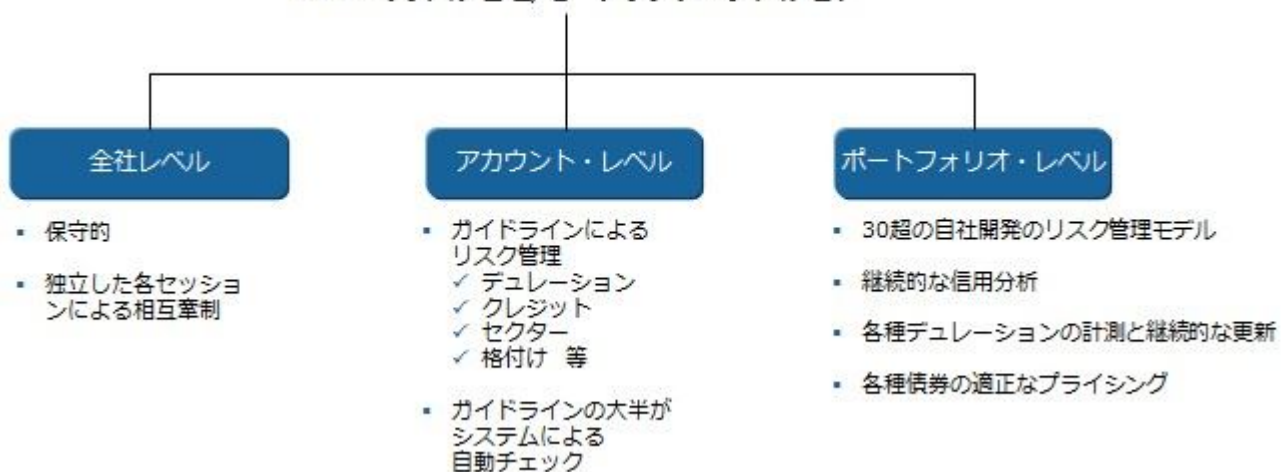 全社レベル
保守的
独立した各セッショ
ンによる相互牽制
アカウント・レベル
ガイドラインによる
リスク管理
✓ デュレーション
✓ クレジット
✓ セクター
✓ 格付け 等
ガイドラインの大半が
システムによる
自動チェック
ポートフォリオ・レベル
30超の自社開発のリスク管理モデル
継続的な信用分析
各種デュレーションの計測と継続的な更新
各種債券の適正なプライシング